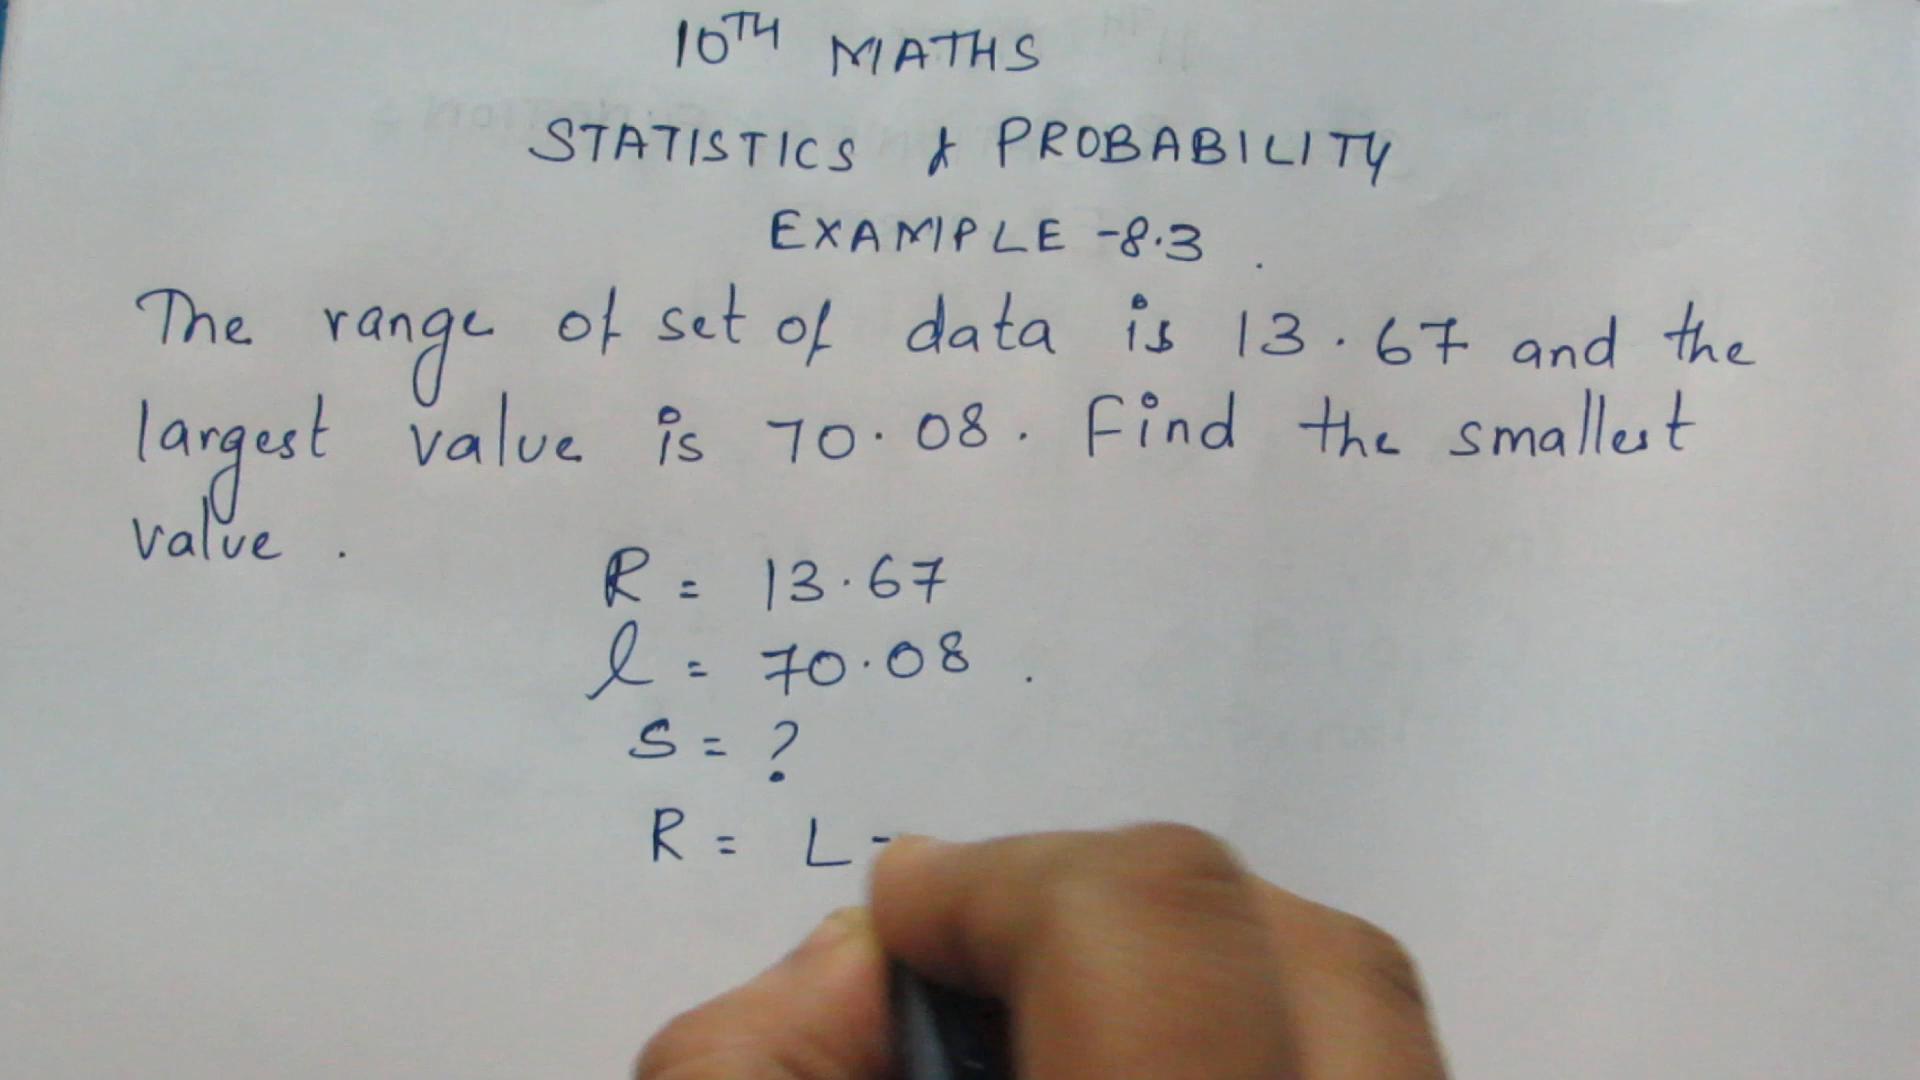 10TH MATHS
STATISTICS & PROBABILITY
EXAMPLE -8.3
The range of set of data is 13.67 and the
largest value is 70.08. Find the smallest
value.
R = 13.67
l = 70.08.
S = ?
R = L -